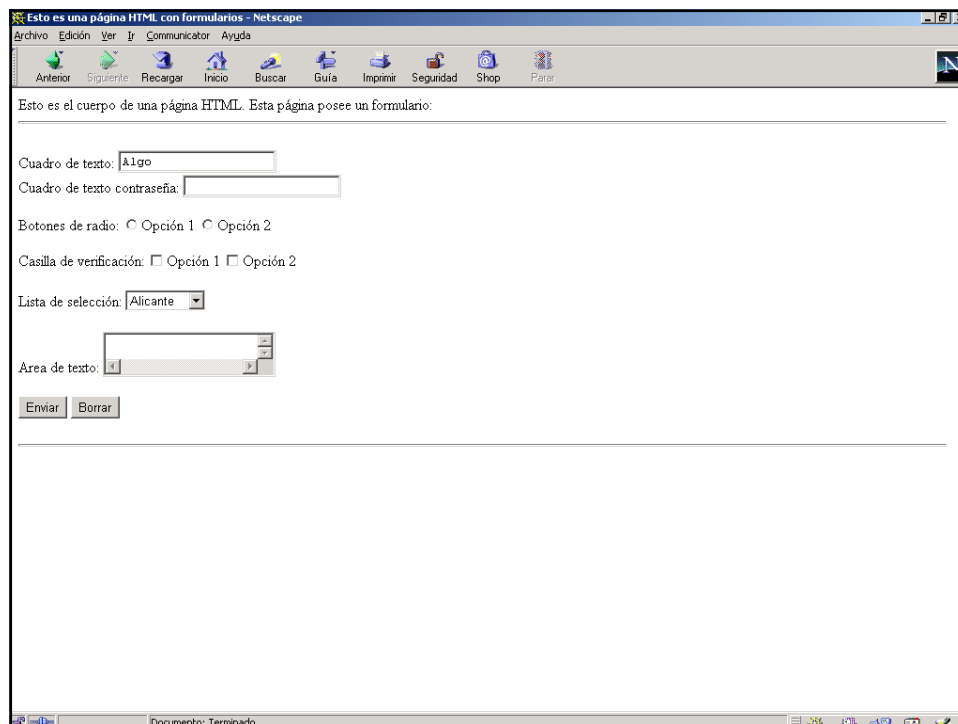 Esto es una página HTML con formularios - Netscape
Archivo Edición Ver Ir Communicator Ayuda
Anterior Siguiente Recargar Inicio Buscar Guía Imprimir Seguridad Shop Parar
N
Esto es el cuerpo de una página HTML. Esta página posee un formulario:
Cuadro de texto: Algo
Cuadro de texto contraseña:
Botones de radio: Opción 1 Opción 2
Casilla de verificación: Opción 1 Opción 2
Lista de selección: Alicante
Area de texto:
Enviar Borrar
Documento: Terminado